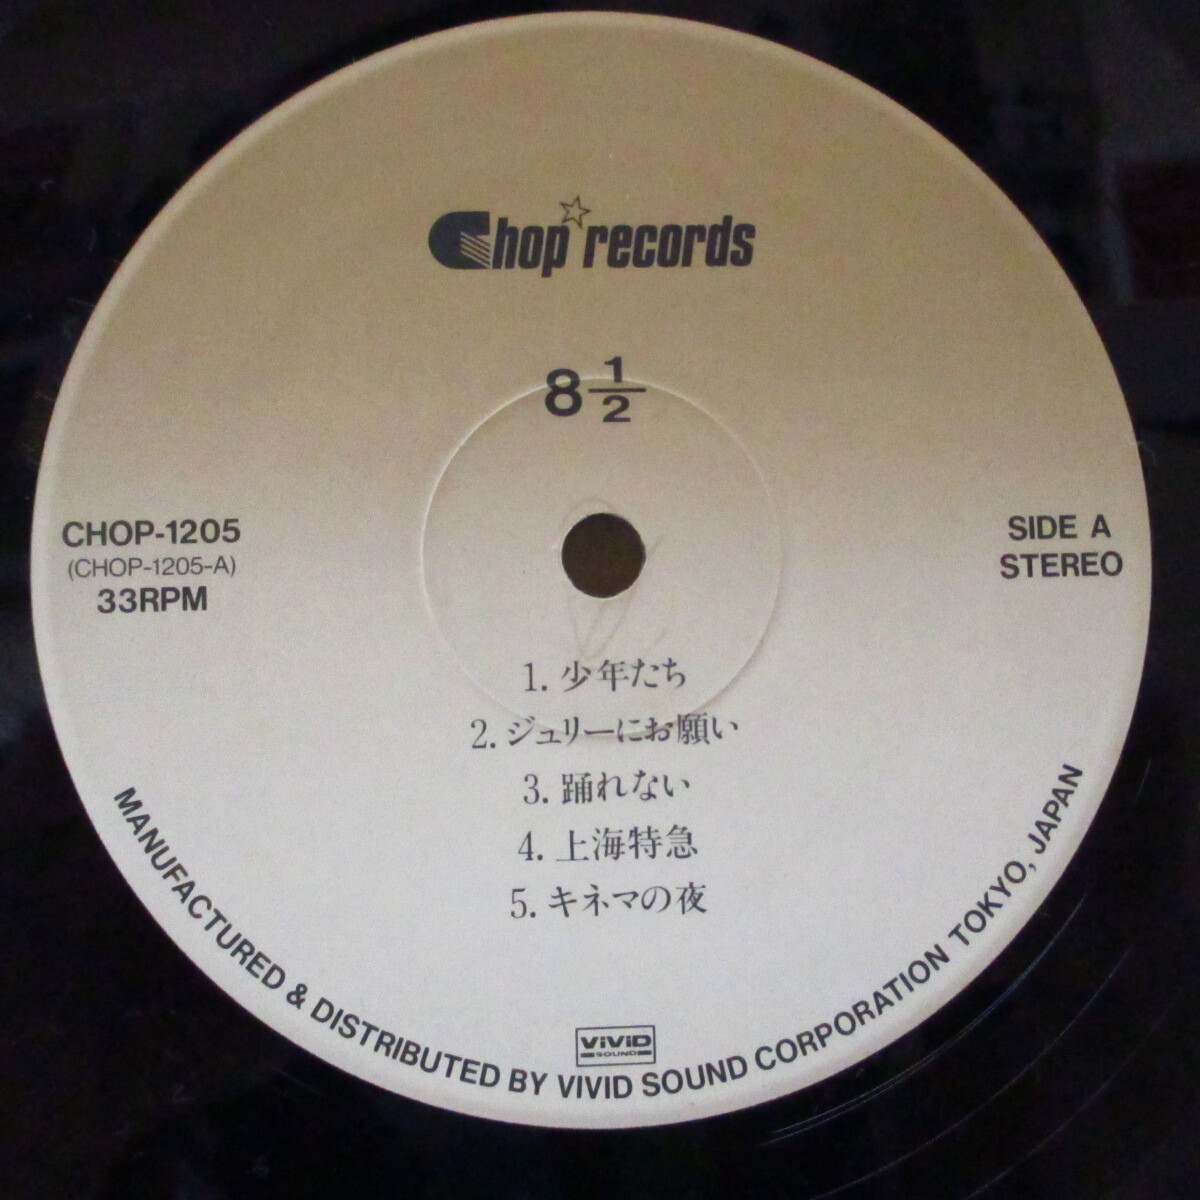 Chop records
8 1/2
CHOP-1205
(CHOP-1205-A)
33RPM
SIDE A
STEREO
1. 少年たち
2. ジュリーにお願い
3. 踊れない
4. 上海特急
5. キネマの夜
ViViD
SOUND
MANUFACTURED & DISTRIBUTED BY VIVID SOUND CORPORATION TOKYO, JAPAN